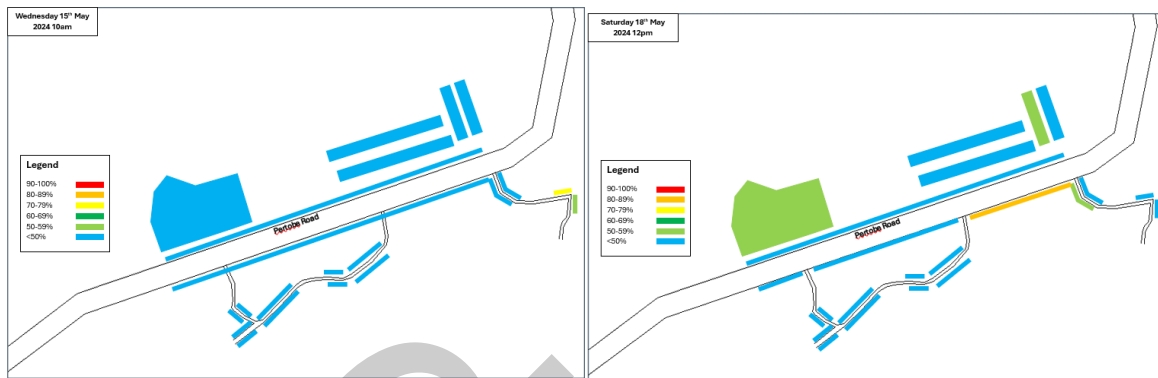 Wednesday 15th May
2024 10am
Legend
90-100%
80-89%
70-79%
60-69%
50-59%
<50%
Pertobe Road
Saturday 18th May
2024 12pm
Legend
90-100%
80-89%
70-79%
60-69%
50-59%
<50%
Pertobe Road